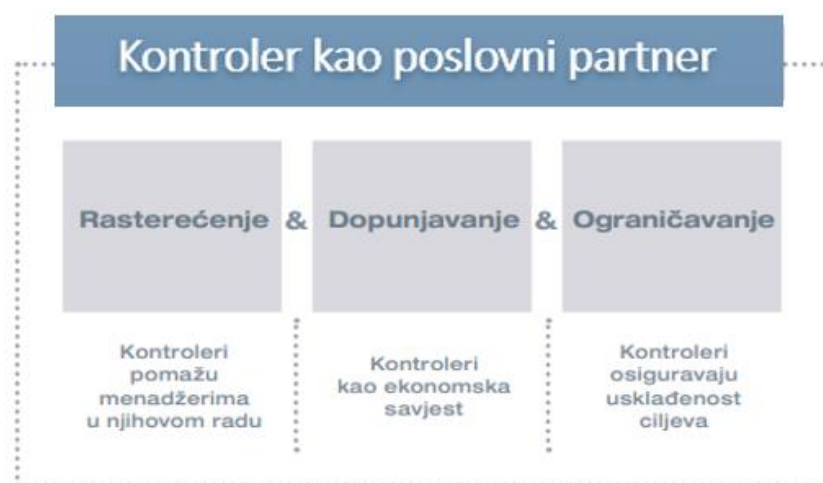 Kontroler kao poslovni partner
Rasterećenje & Dopunjavanje & Ograničavanje
Kontroleri
pomažu
menadžerima
u njihovom radu
Kontroleri
kao ekonomska
savjest
Kontroleri
osiguravaju
usklađenost
ciljeva